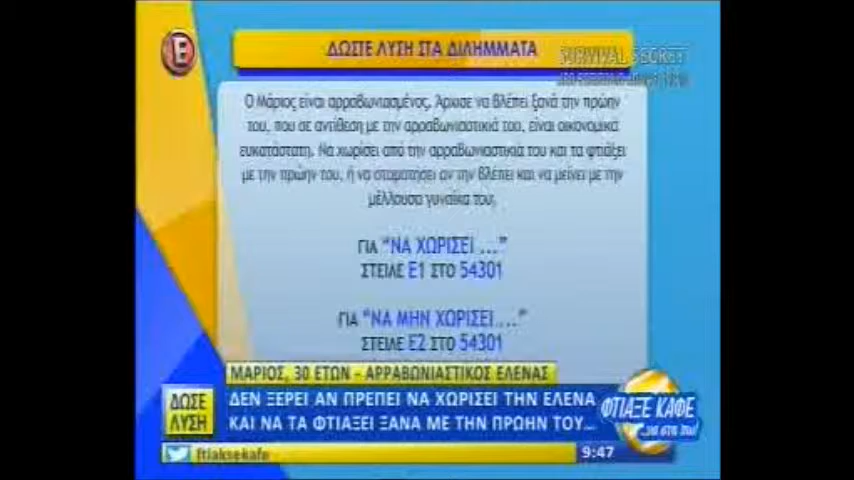 E
ΔΩΣΤΕ ΛΥΣΗ ΣΤΑ ΔΙΛΗΜΜΑΤΑ
SURVIVAL SECRET
Ο Μάριος είναι αρραβωνιασμένος. Άρχισε να βλέπει ξανά την πρώην
του, που σε αντίθεση με την αρραβωνιαστικιά του, είναι οικονομικά
ευκατάστατη. Να χωρίσει από την αρραβωνιαστικιά του και τα φτιάξει
με την πρώην του, ή να σταματήσει αν την βλέπει και να μείνει με την
μέλλουσα γυναίκα του.
ΓΙΑ "ΝΑ ΧΩΡΙΣΕΙ ..."
ΣΤΕΙΛΕ Ε1 ΣΤΟ 54301
ΓΙΑ "ΝΑ ΜΗΝ ΧΩΡΙΣΕΙ ...."
ΣΤΕΙΛΕ Ε2 ΣΤΟ 54301
ΜΑΡΙΟΣ, 30 ΕΤΩΝ - ΑΡΡΑΒΩΝΙΑΣΤΙΚΟΣ ΕΛΕΝΑΣ
ΔΩΣΕ
ΛΥΣΗ
ΔΕΝ ΞΕΡΕΙ ΑΝ ΠΡΕΠΕΙ ΝΑ ΧΩΡΙΣΕΙ ΤΗΝ ΕΛΕΝΑ
ΚΑΙ ΝΑ ΤΑ ΦΤΙΑΞΕΙ ΞΑΝΑ ΜΕ ΤΗΝ ΠΡΩΗΝ ΤΟΥ...
ΦΤΙΑΞΕ ΚΑΦΕ
...να στα πω!
ftiaksekafe
9:47